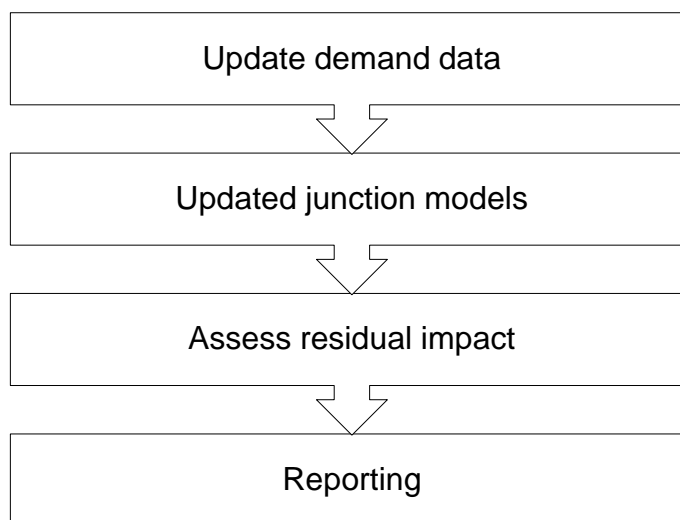 Update demand data
Updated junction models
Assess residual impact
Reporting